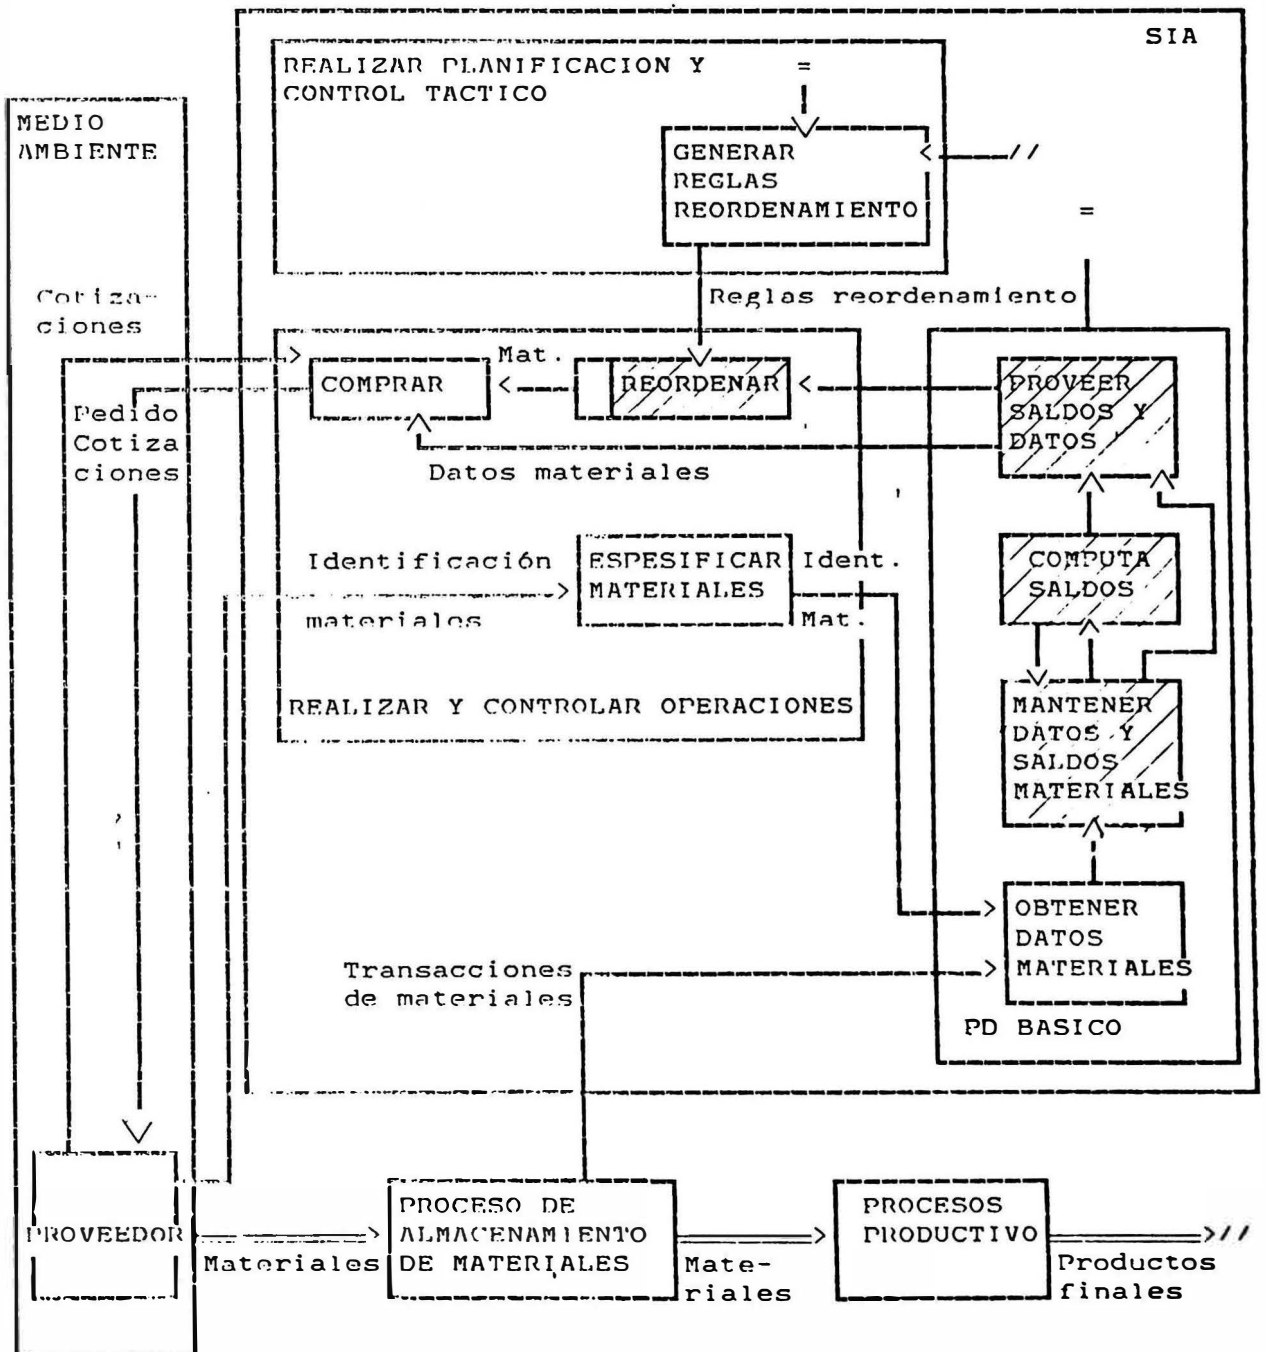 SIA
REALIZAR PLANIFICACION Y
CONTROL TACTICO
=
MEDIO
AMBIENTE
GENERAR
REGLAS
REORDENAMIENTO
//
=
Reglas reordenamiento
Cotiza-
ciones
COMPRAR
Mat.
REORDENAR
PROVEER
SALDOS Y
DATOS
Pedido
Cotiza
ciones
Datos materiales
Identificación
materiales
ESPESIFICAR
MATERIALES
Ident.
Mat.
COMPUTA
SALDOS
REALIZAR Y CONTROLAR OPERACIONES
MANTENER
DATOS Y
SALDOS
MATERIALES
OBTENER
DATOS
MATERIALES
Transacciones
de materiales
PD BASICO
PROVEEDOR
Materiales
PROCESO DE
ALMACENAMIENTO
DE MATERIALES
Mate-
riales
PROCESOS
PRODUCTIVO
//
Productos
finales